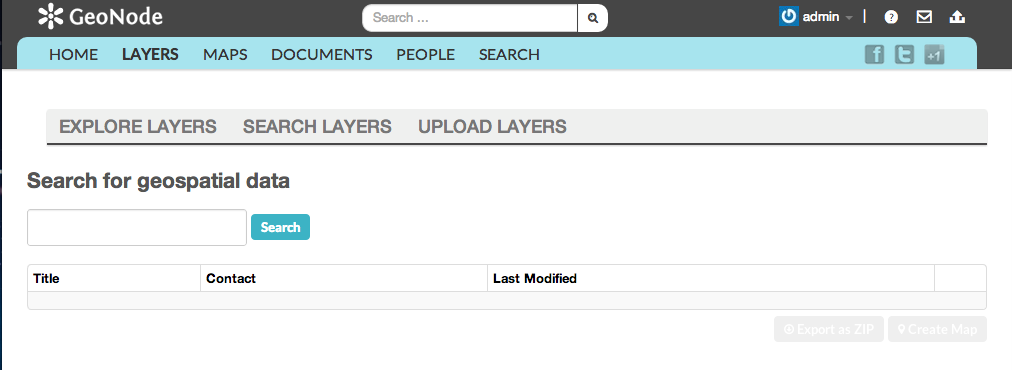 GeoNode Search ... admin | ?
HOME LAYERS MAPS DOCUMENTS PEOPLE SEARCH f t +1
EXPLORE LAYERS SEARCH LAYERS UPLOAD LAYERS
Search for geospatial data
Search
Title Contact Last Modified
Export as ZIP Create Map